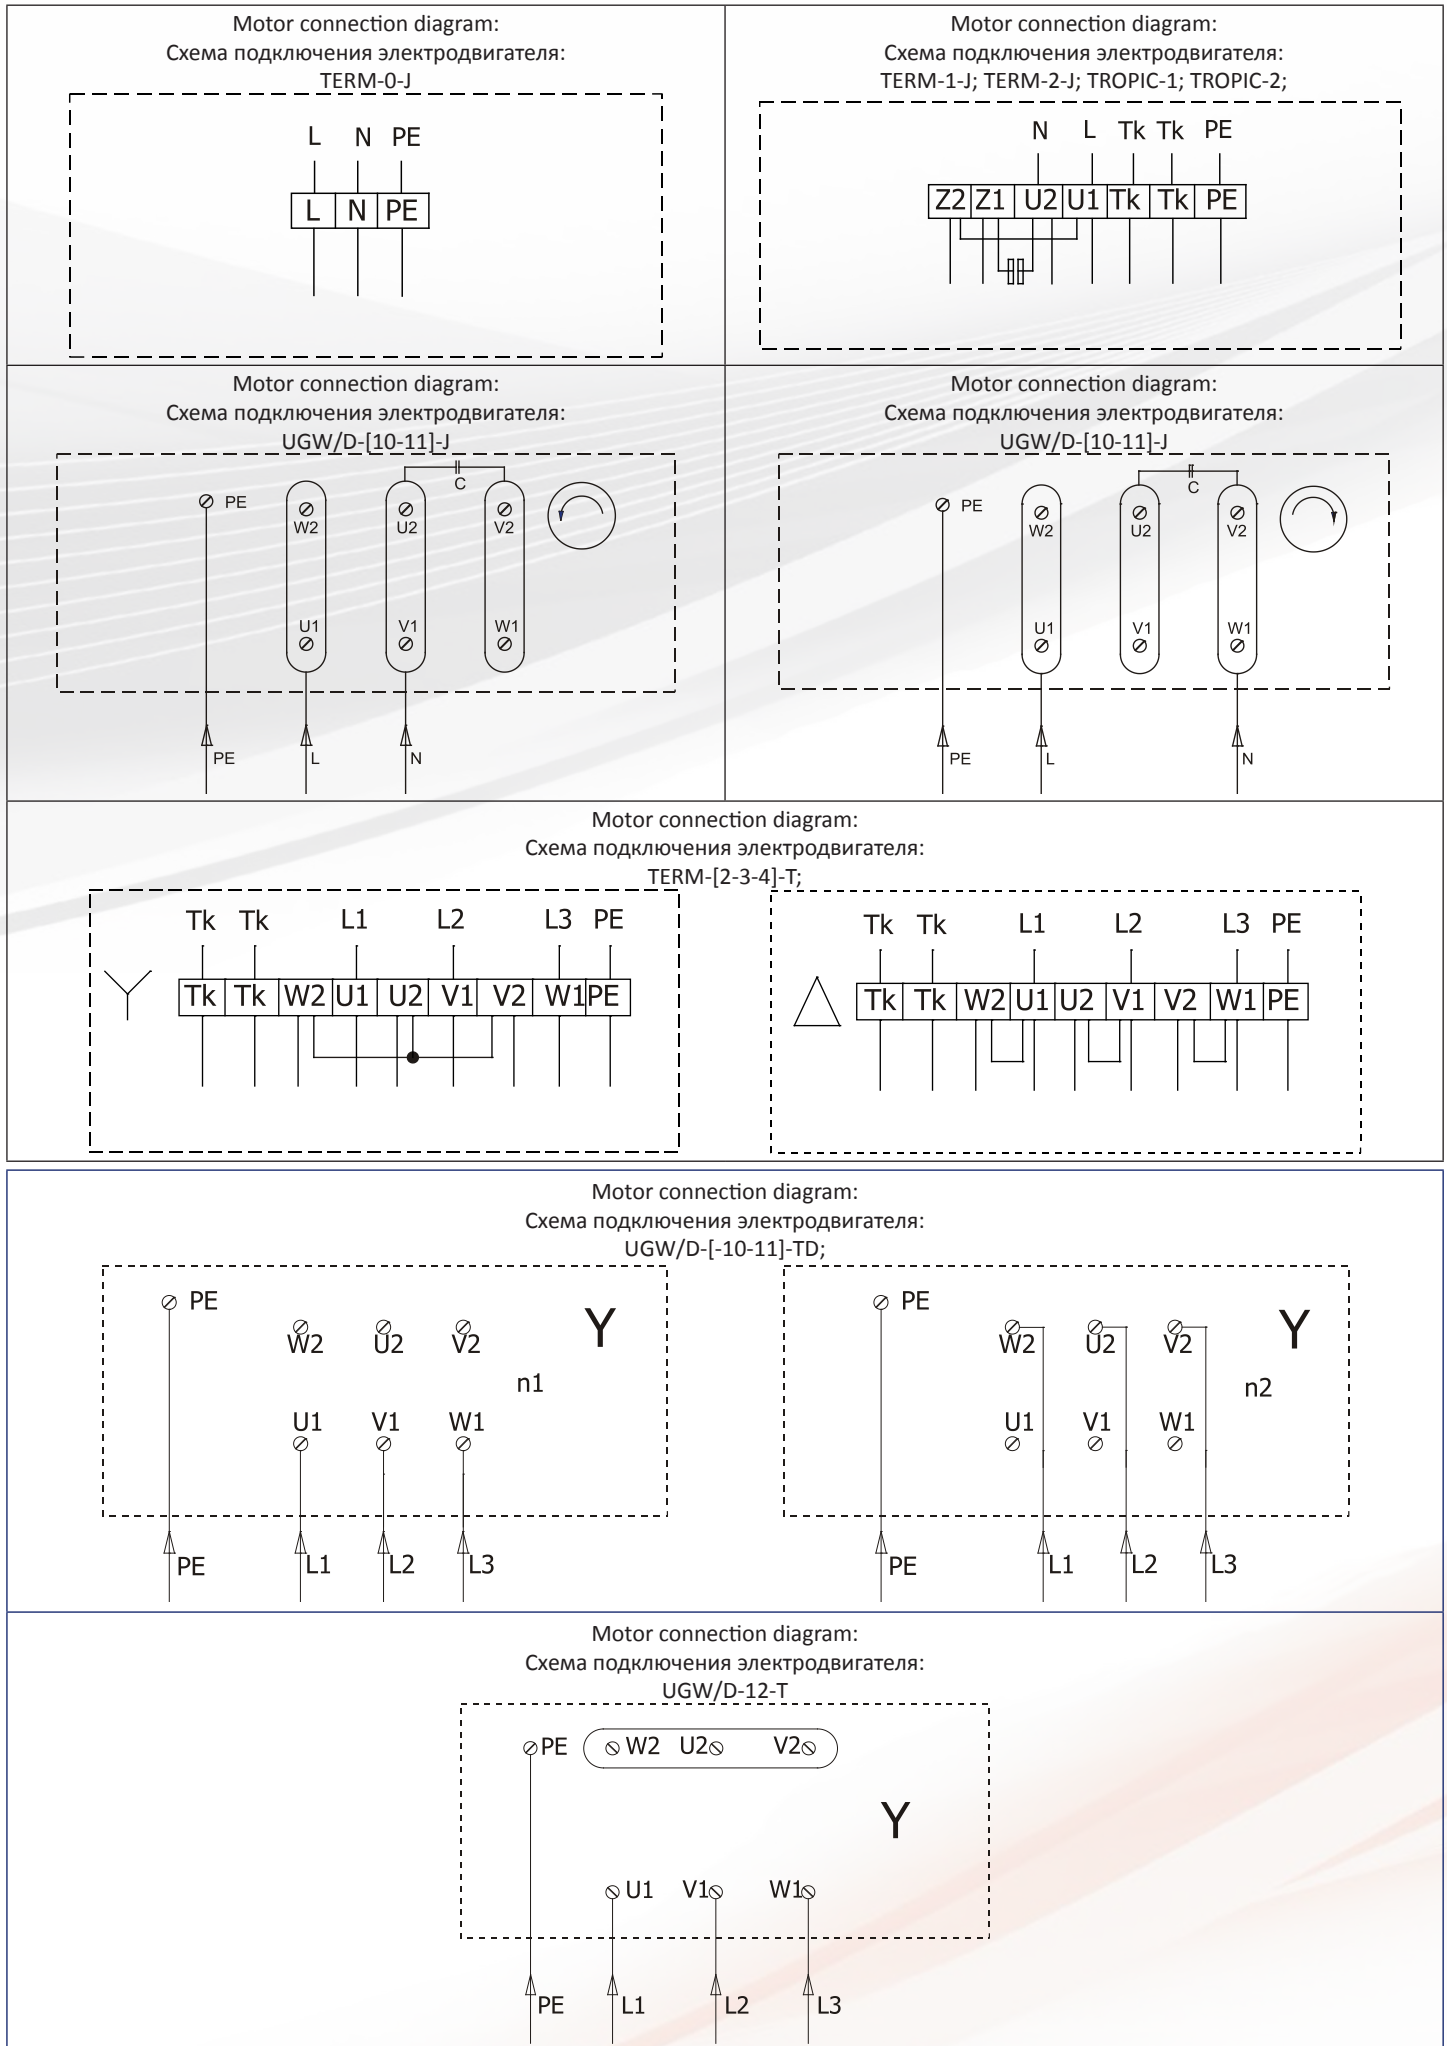 Motor connection diagram:
Схема подключения электродвигателя:
TERM-0-J
L N PE
L N PE
Motor connection diagram:
Схема подключения электродвигателя:
TERM-1-J; TERM-2-J; TROPIC-1; TROPIC-2;
N L Tk Tk PE
Z2 Z1 U2 U1 Tk Tk PE
Motor connection diagram:
Схема подключения электродвигателя:
UGW/D-[10-11]-J
C
PE
W2 U2 V2
U1 V1 W1
PE L N
Motor connection diagram:
Схема подключения электродвигателя:
UGW/D-[10-11]-J
C
PE
W2 U2 V2
U1 V1 W1
PE L N
Motor connection diagram:
Схема подключения электродвигателя:
TERM-[2-3-4]-T;
Tk Tk L1 L2 L3 PE
Tk Tk W2 U1 U2 V1 V2 W1 PE
Tk Tk L1 L2 L3 PE
Tk Tk W2 U1 U2 V1 V2 W1 PE
Motor connection diagram:
Схема подключения электродвигателя:
UGW/D-[-10-11]-TD;
PE
Y
W2 U2 V2
n1
U1 V1 W1
PE L1 L2 L3
PE
Y
W2 U2 V2
n2
U1 V1 W1
PE L1 L2 L3
Motor connection diagram:
Схема подключения электродвигателя:
UGW/D-12-T
PE W2 U2 V2
Y
U1 V1 W1
PE L1 L2 L3